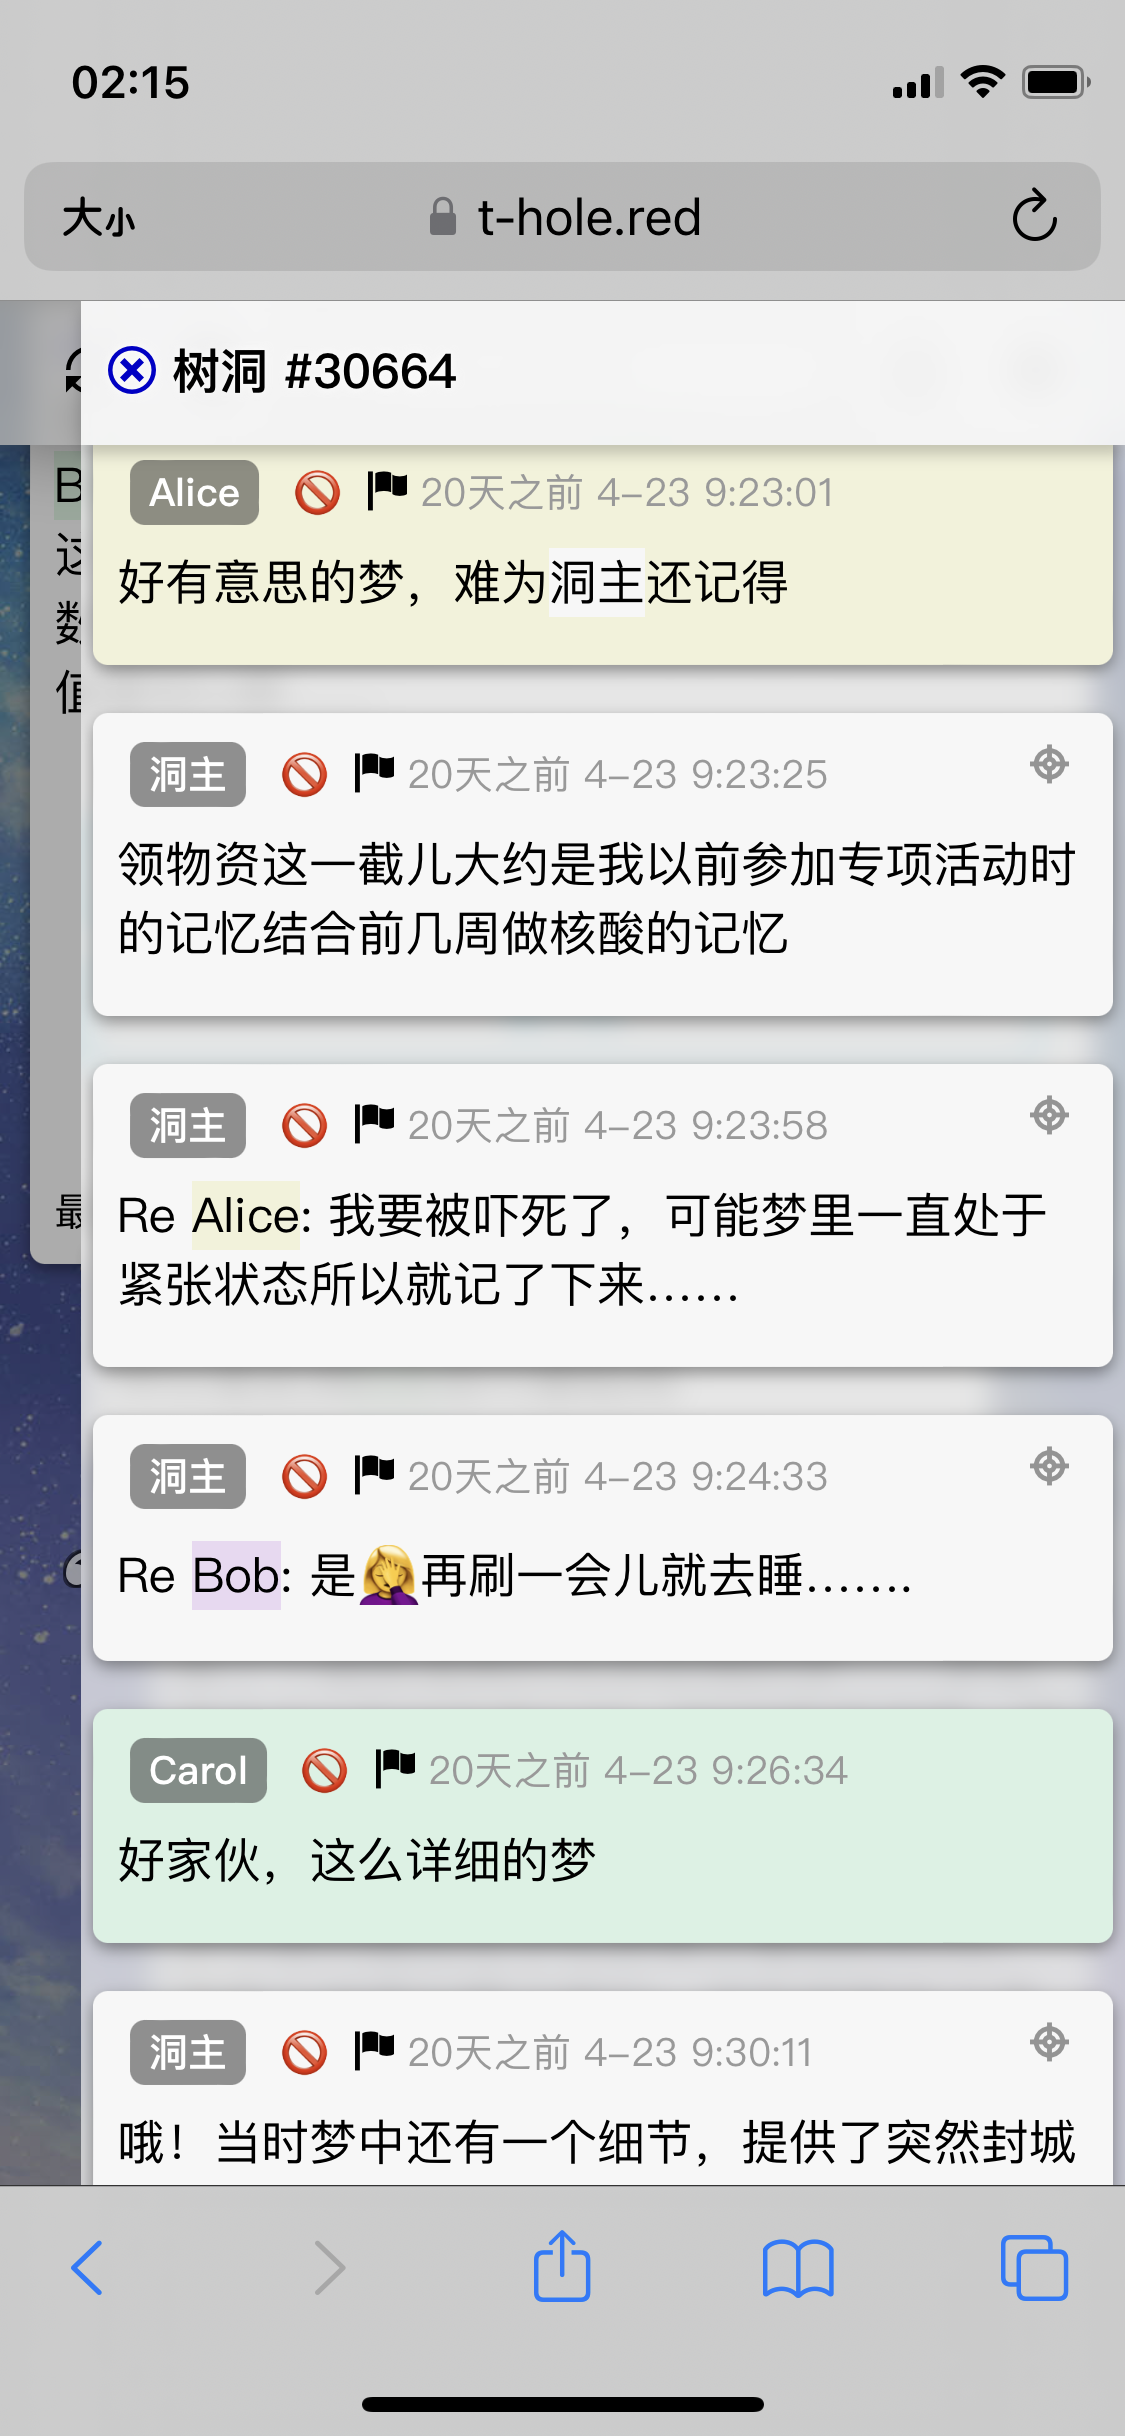 02:15
大小 t-hole.red
树洞 #30664
B
数
值
最
Alice 20天之前 4-23 9:23:01
好有意思的梦，难为洞主还记得
洞主 20天之前 4-23 9:23:25
领物资这一截儿大约是我以前参加专项活动时
的记忆结合前几周做核酸的记忆
洞主 20天之前 4-23 9:23:58
Re Alice: 我要被吓死了，可能梦里一直处于
紧张状态所以就记了下来……
洞主 20天之前 4-23 9:24:33
Re Bob: 是🤦‍♀️再刷一会儿就去睡…….
Carol 20天之前 4-23 9:26:34
好家伙，这么详细的梦
洞主 20天之前 4-23 9:30:11
哦！当时梦中还有一个细节，提供了突然封城